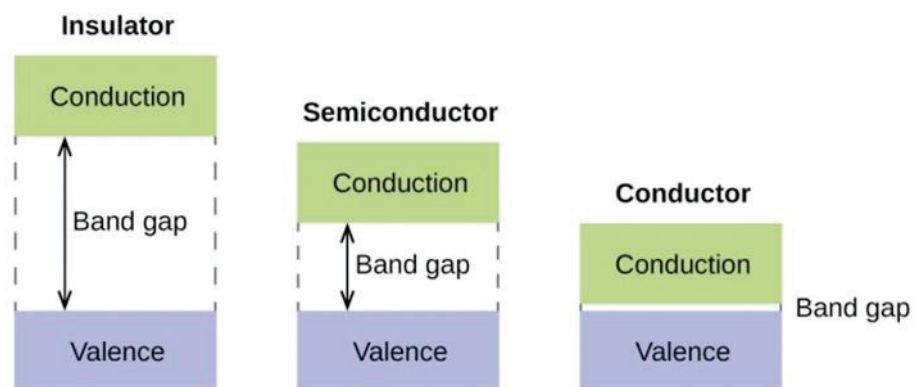 Insulator
Conduction
Band gap
Valence
Semiconductor
Conduction
Band gap
Valence
Conductor
Conduction
Band gap
Valence